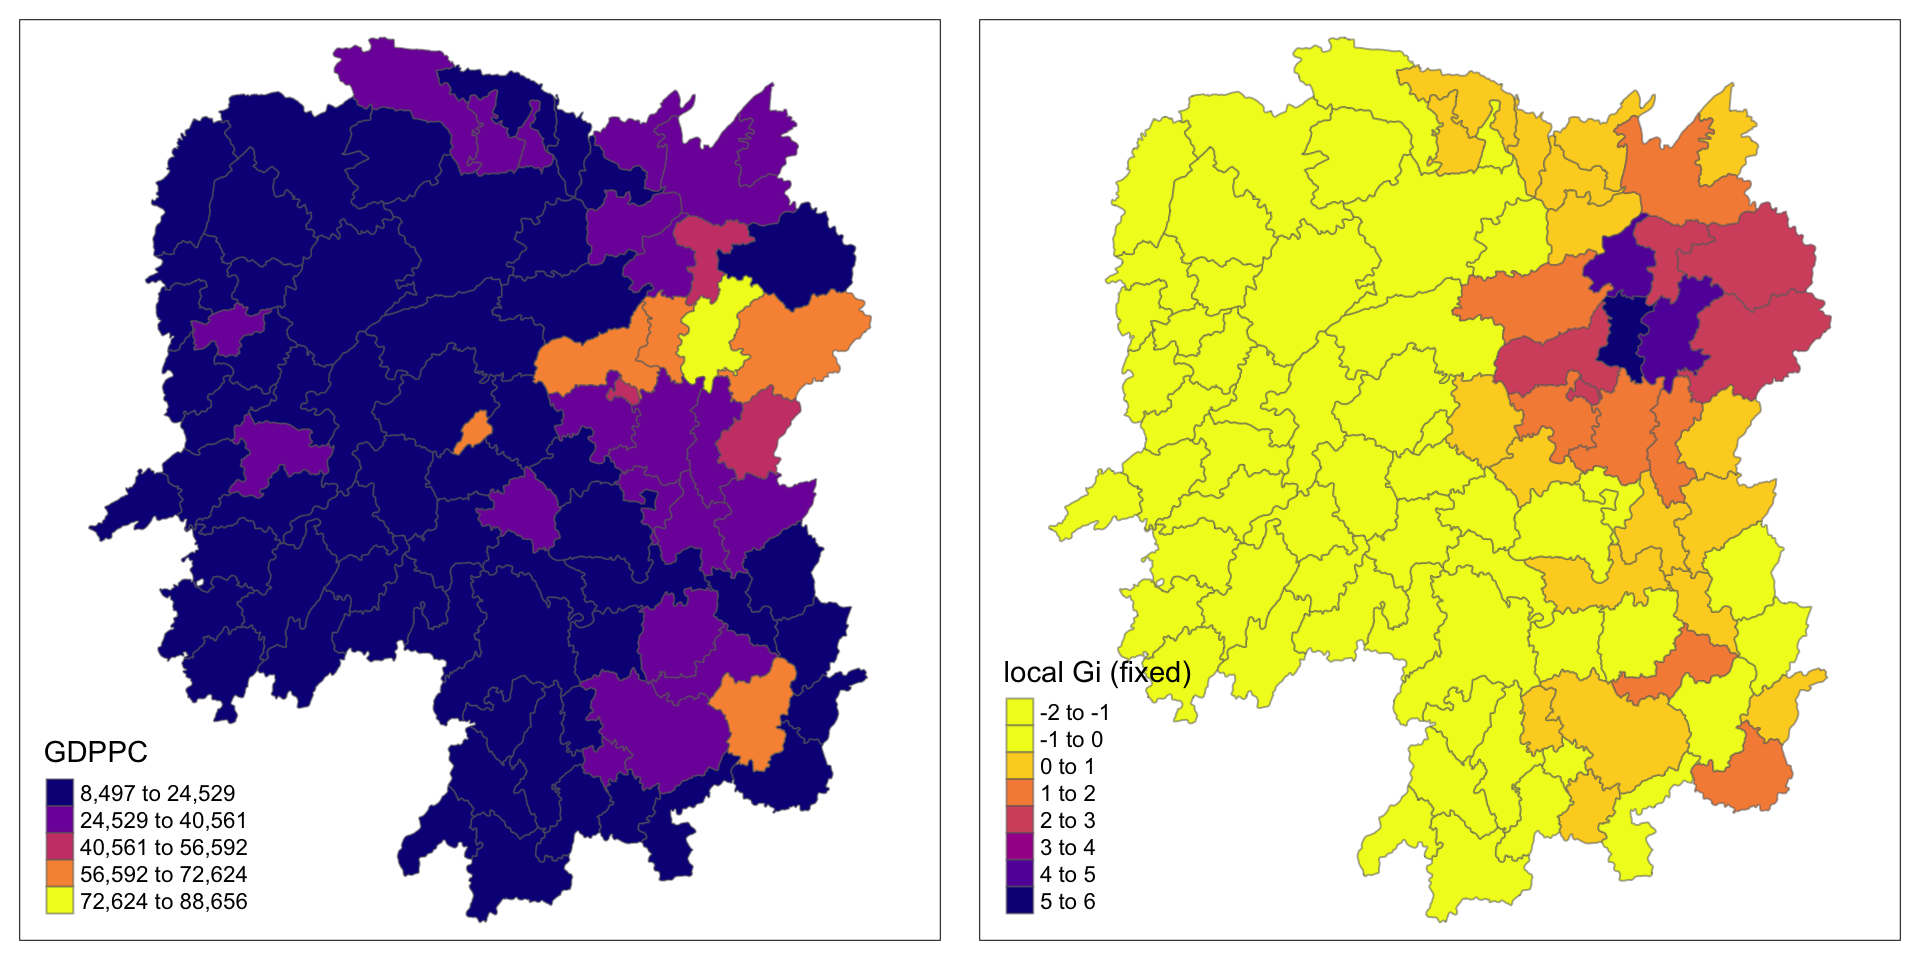 GDPPC
8,497 to 24,529
24,529 to 40,561
40,561 to 56,592
56,592 to 72,624
72,624 to 88,656
local Gi (fixed)
-2 to -1
-1 to 0
0 to 1
1 to 2
2 to 3
3 to 4
4 to 5
5 to 6